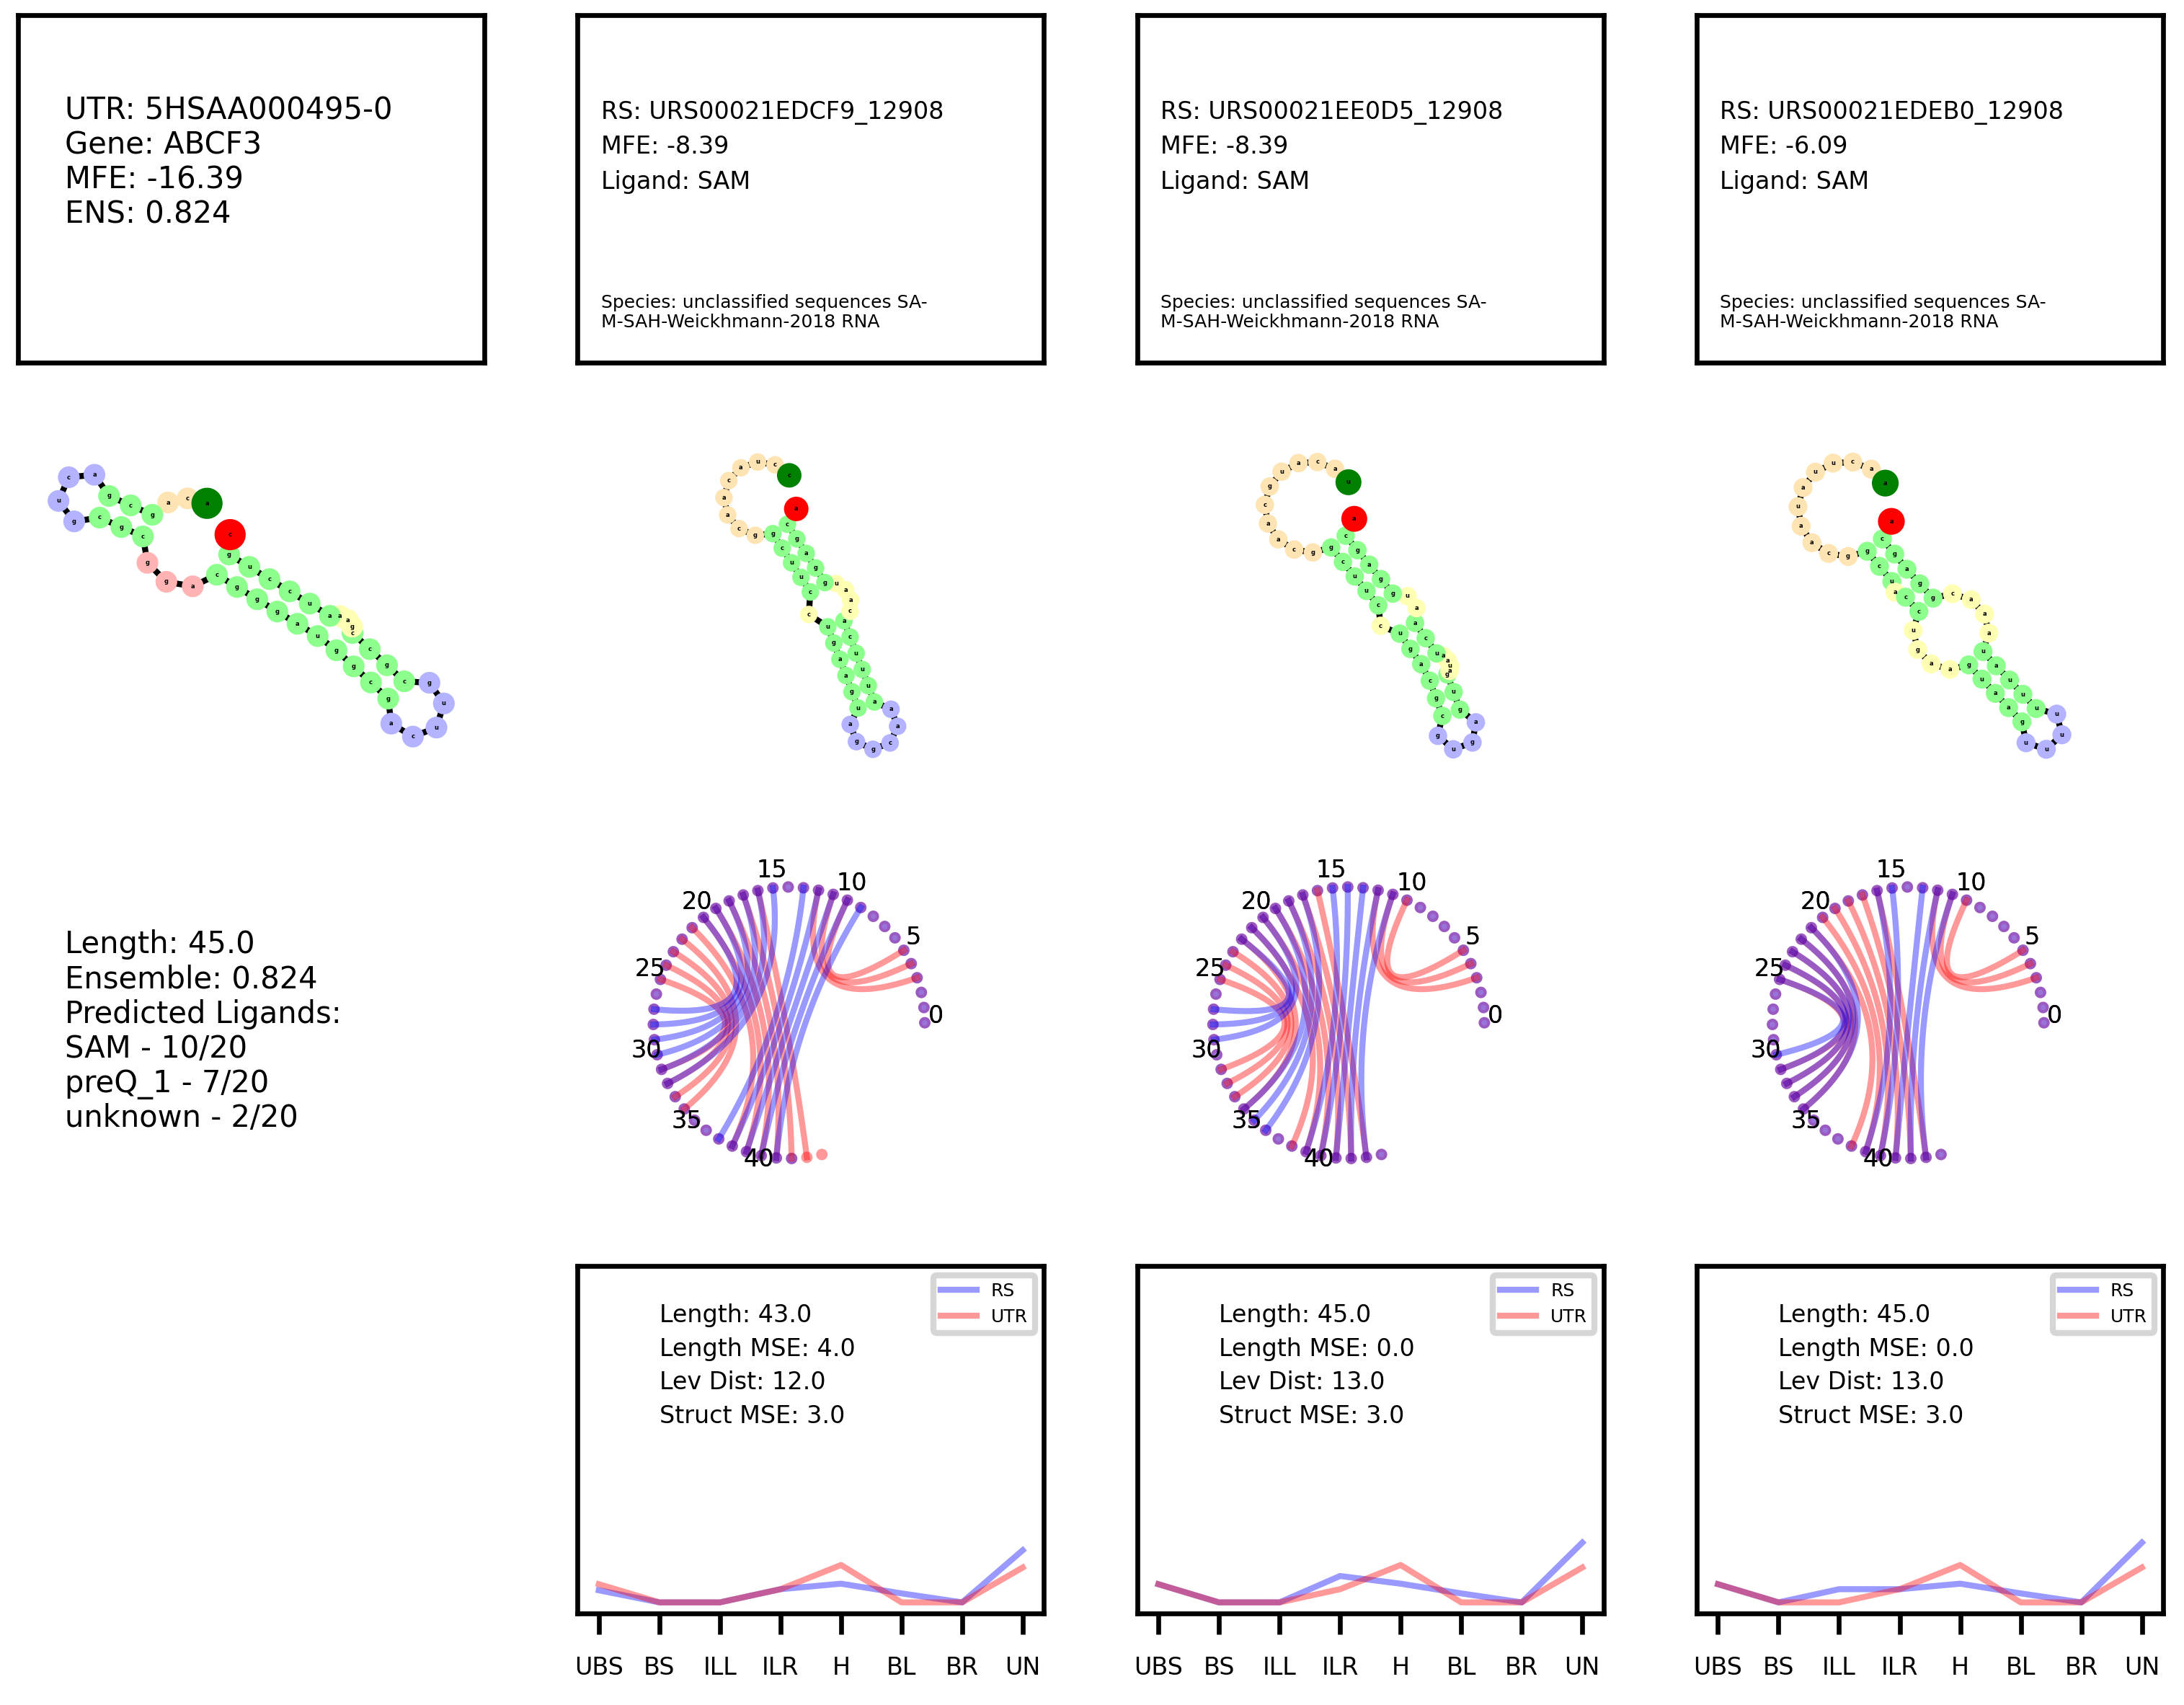 UTR: 5HSAA000495-0
Gene: ABCF3
MFE: -16.39
ENS: 0.824
RS: URS00021EDCF9_12908
MFE: -8.39
Ligand: SAM
Species: unclassified sequences SA-
M-SAH-Weickhmann-2018 RNA
RS: URS00021EE0D5_12908
MFE: -8.39
Ligand: SAM
Species: unclassified sequences SA-
M-SAH-Weickhmann-2018 RNA
RS: URS00021EDEB0_12908
MFE: -6.09
Ligand: SAM
Species: unclassified sequences SA-
M-SAH-Weickhmann-2018 RNA
Length: 45.0
Ensemble: 0.824
Predicted Ligands:
SAM - 10/20
preQ_1 - 7/20
unknown - 2/20
0
5
10
15
20
25
30
35
40
0
5
10
15
20
25
30
35
40
0
5
10
15
20
25
30
35
40
RS
UTR
Length: 43.0
Length MSE: 4.0
Lev Dist: 12.0
Struct MSE: 3.0
UBS BS ILL ILR H BL BR UN
RS
UTR
Length: 45.0
Length MSE: 0.0
Lev Dist: 13.0
Struct MSE: 3.0
UBS BS ILL ILR H BL BR UN
RS
UTR
Length: 45.0
Length MSE: 0.0
Lev Dist: 13.0
Struct MSE: 3.0
UBS BS ILL ILR H BL BR UN